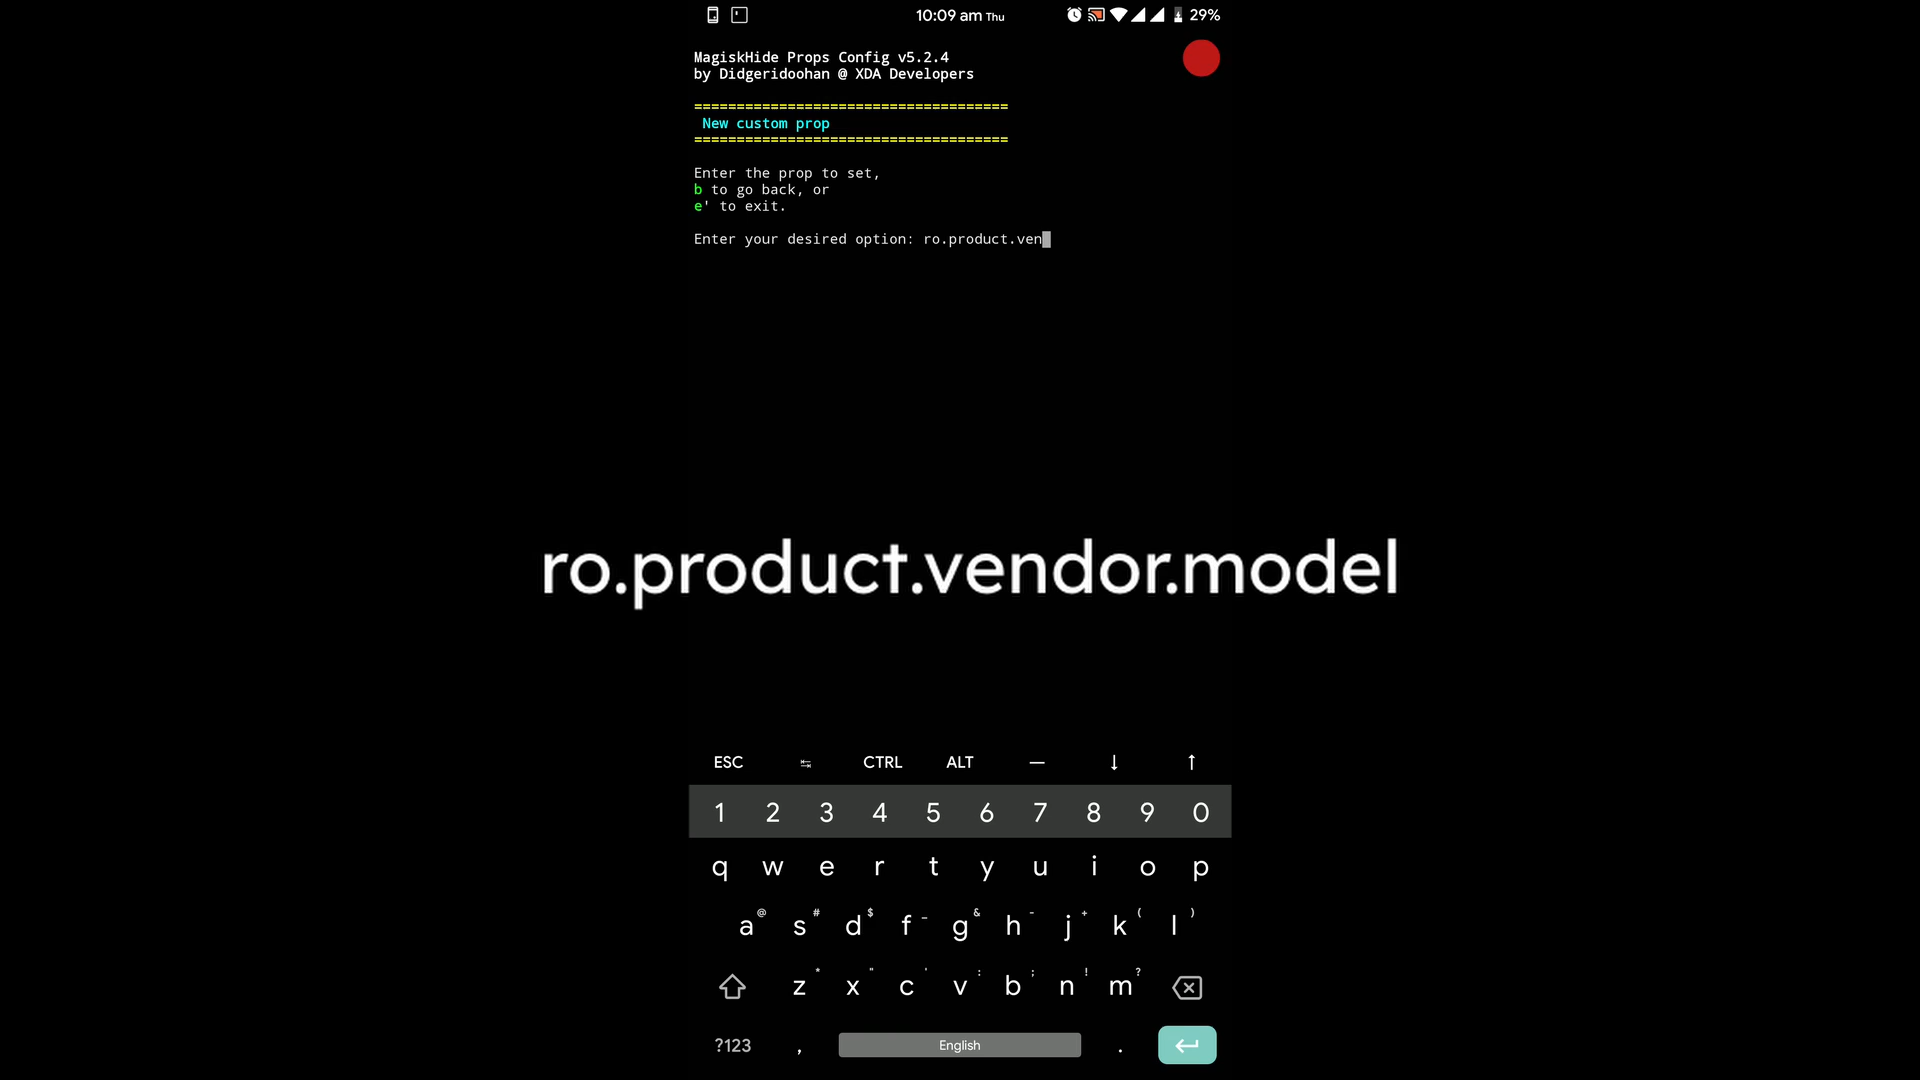 10:09 am Thu
29%
MagiskHide Props Config v5.2.4
by Didgeridoohan @ XDA Developers
=====================================
New custom prop
=====================================
Enter the prop to set,
b to go back, or
e' to exit.
Enter your desired option: ro.product.ven
ro.product.vendor.model
ESC ↹ CTRL ALT — ↓ ↑
1 2 3 4 5 6 7 8 9 0
q w e r t y u i o p
a @ s # d $ f _ g & h - j + k ( l )
z * x " c ' v : b ; n ! m ?
?123 , English .